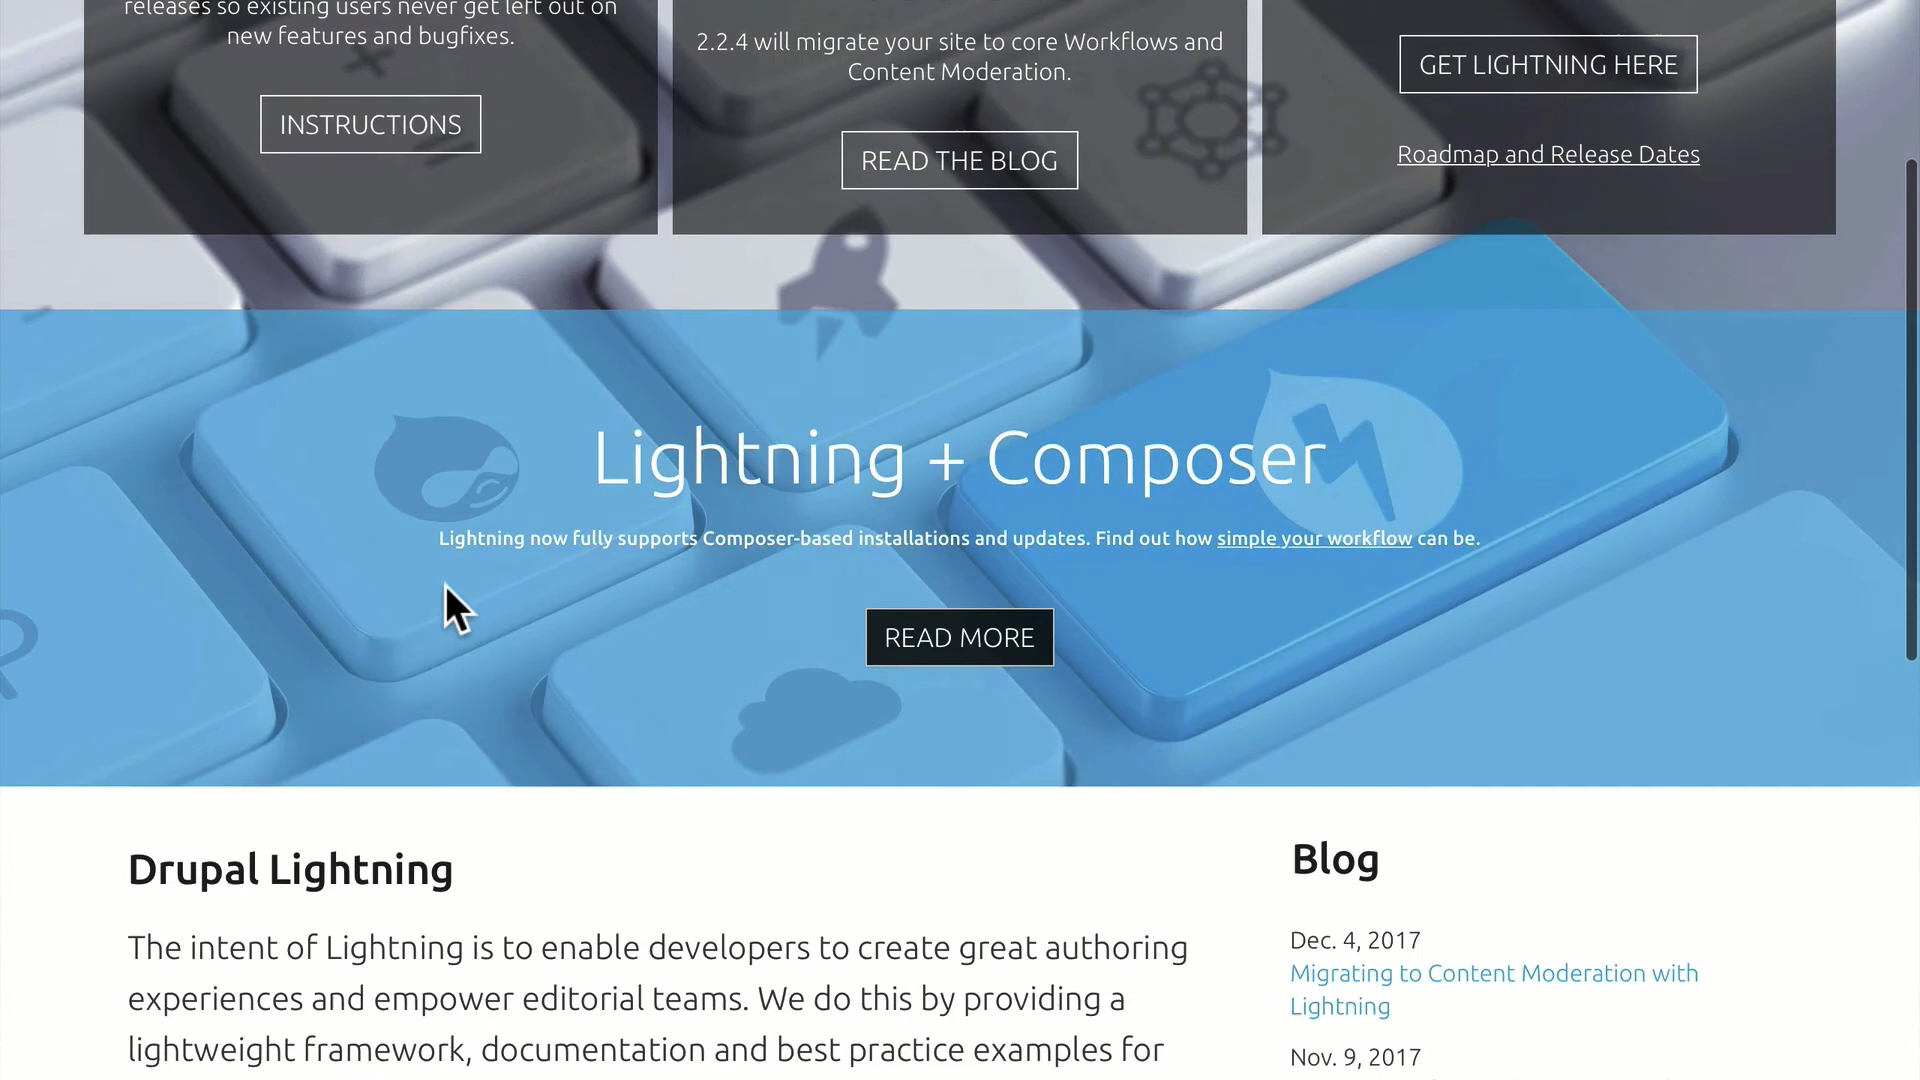 releases so existing users never get left out on
new features and bugfixes.
INSTRUCTIONS
2.2.4 will migrate your site to core Workflows and
Content Moderation.
READ THE BLOG
GET LIGHTNING HERE
Roadmap and Release Dates
Lightning + Composer
Lightning now fully supports Composer-based installations and updates. Find out how simple your workflow can be.
READ MORE
Drupal Lightning
The intent of Lightning is to enable developers to create great authoring
experiences and empower editorial teams. We do this by providing a
lightweight framework, documentation and best practice examples for
Blog
Dec. 4, 2017
Migrating to Content Moderation with
Lightning
Nov. 9, 2017